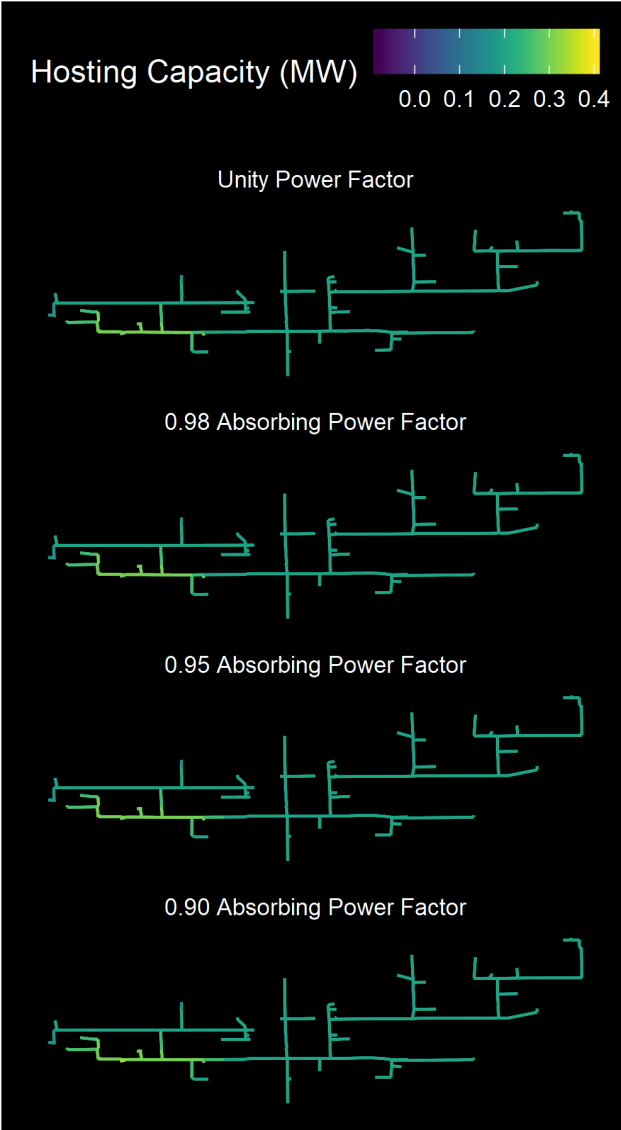 Hosting Capacity (MW)
0.0 0.1 0.2 0.3 0.4
Unity Power Factor
0.98 Absorbing Power Factor
0.95 Absorbing Power Factor
0.90 Absorbing Power Factor